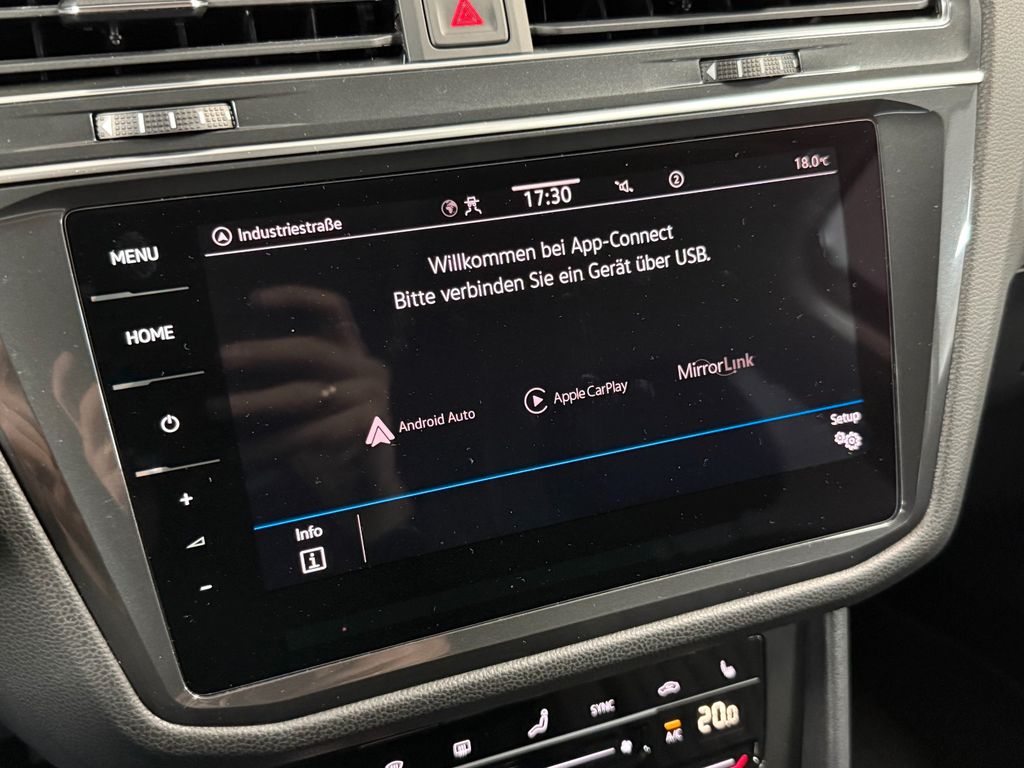 18.0°C
17:30
2
Industriestraße
MENU
Willkommen bei App-Connect
Bitte verbinden Sie ein Gerät über USB.
HOME
MirrorLink
Apple CarPlay
Android Auto
Setup
+
Info
i
-
SYNC
20.0
A/C